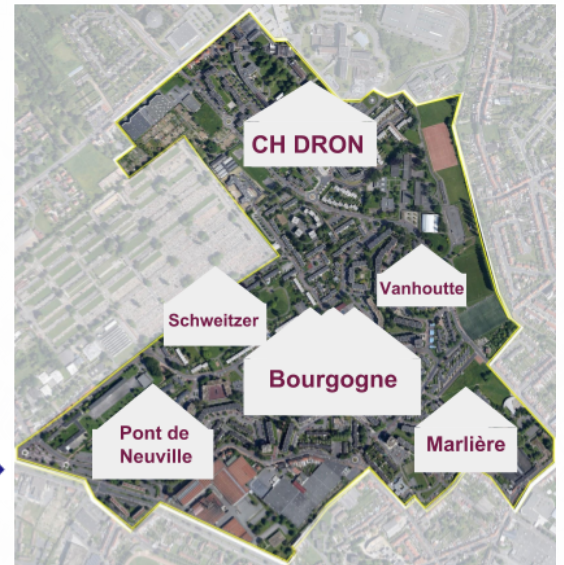 CH DRON
Vanhoutte
Schweitzer
Bourgogne
Pont de
Neuville
Marlière